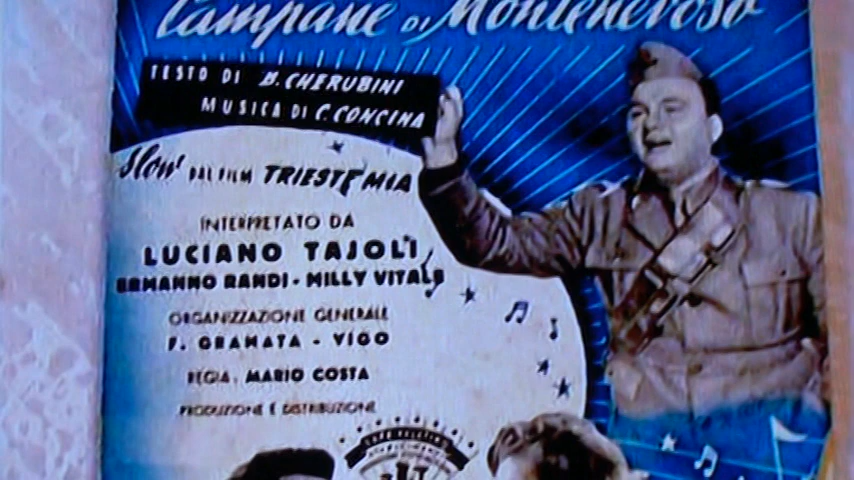 Campane DI Montenevoso
TESTO DI B. CHERUBINI
MUSICA DI C. CONCINA
Slow DAL FILM TRIESTE MIA
INTERPRETATO DA
LUCIANO TAJOLI
ERMANNO RANDI - MILLY VITALE
ORGANIZZAZIONE GENERALE
F. GRANATA - VIGO
REGIA: MARIO COSTA
PRODUZIONE E DISTRIBUZIONE